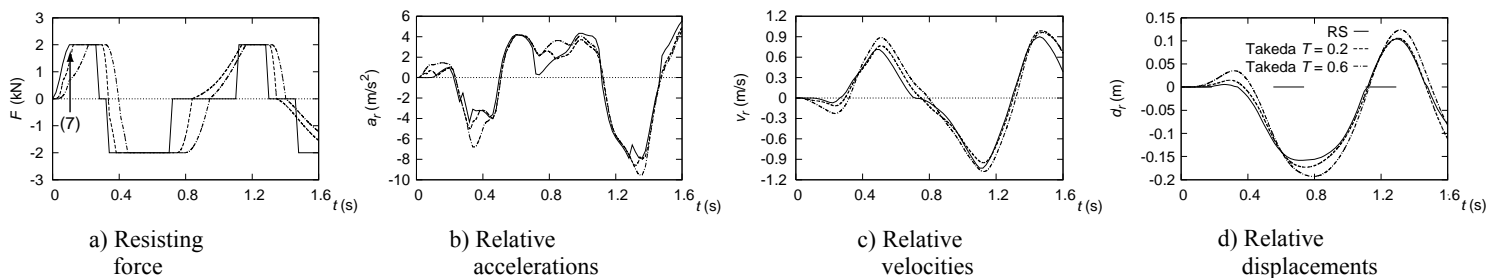 3
2
1
0
-1
-2
-3
0
0.4
0.8
1.2
1.6
F (kN)
t (s)
(7)
a) Resisting
force
6
4
2
0
-2
-4
-6
-8
-10
0
0.4
0.8
1.2
1.6
a_r (m/s²)
t (s)
b) Relative
accelerations
1.2
0.9
0.6
0.3
0
-0.3
-0.6
-0.9
-1.2
0
0.4
0.8
1.2
1.6
v_r (m/s)
t (s)
c) Relative
velocities
0.15
0.1
0.05
0
-0.05
-0.1
-0.15
-0.2
0
0.4
0.8
1.2
1.6
d_r (m)
t (s)
RS
Takeda T = 0.2
Takeda T = 0.6
d) Relative
displacements